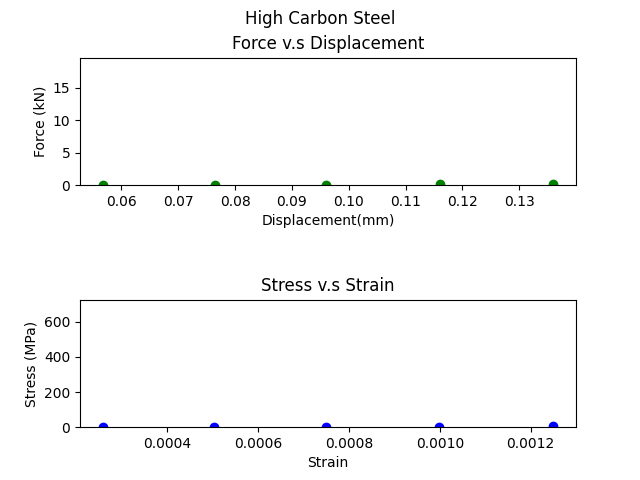 High Carbon Steel
Force v.s Displacement
15
10
5
0
Force (kN)
0.06 0.07 0.08 0.09 0.10 0.11 0.12 0.13
Displacement(mm)
Stress v.s Strain
600
400
200
0
Stress (MPa)
0.0004 0.0006 0.0008 0.0010 0.0012
Strain